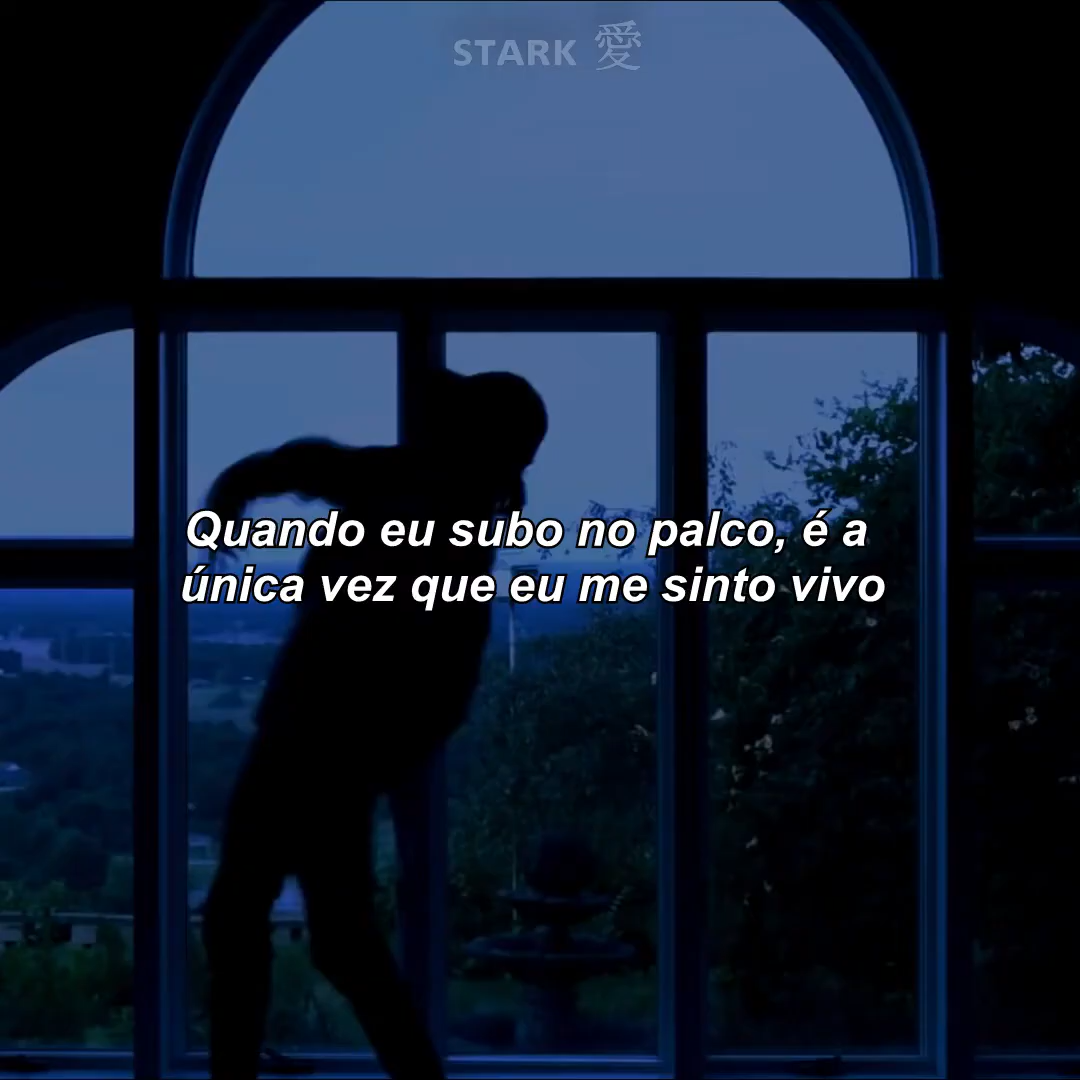 STARK 愛
Quando eu subo no palco, é a
única vez que eu me sinto vivo